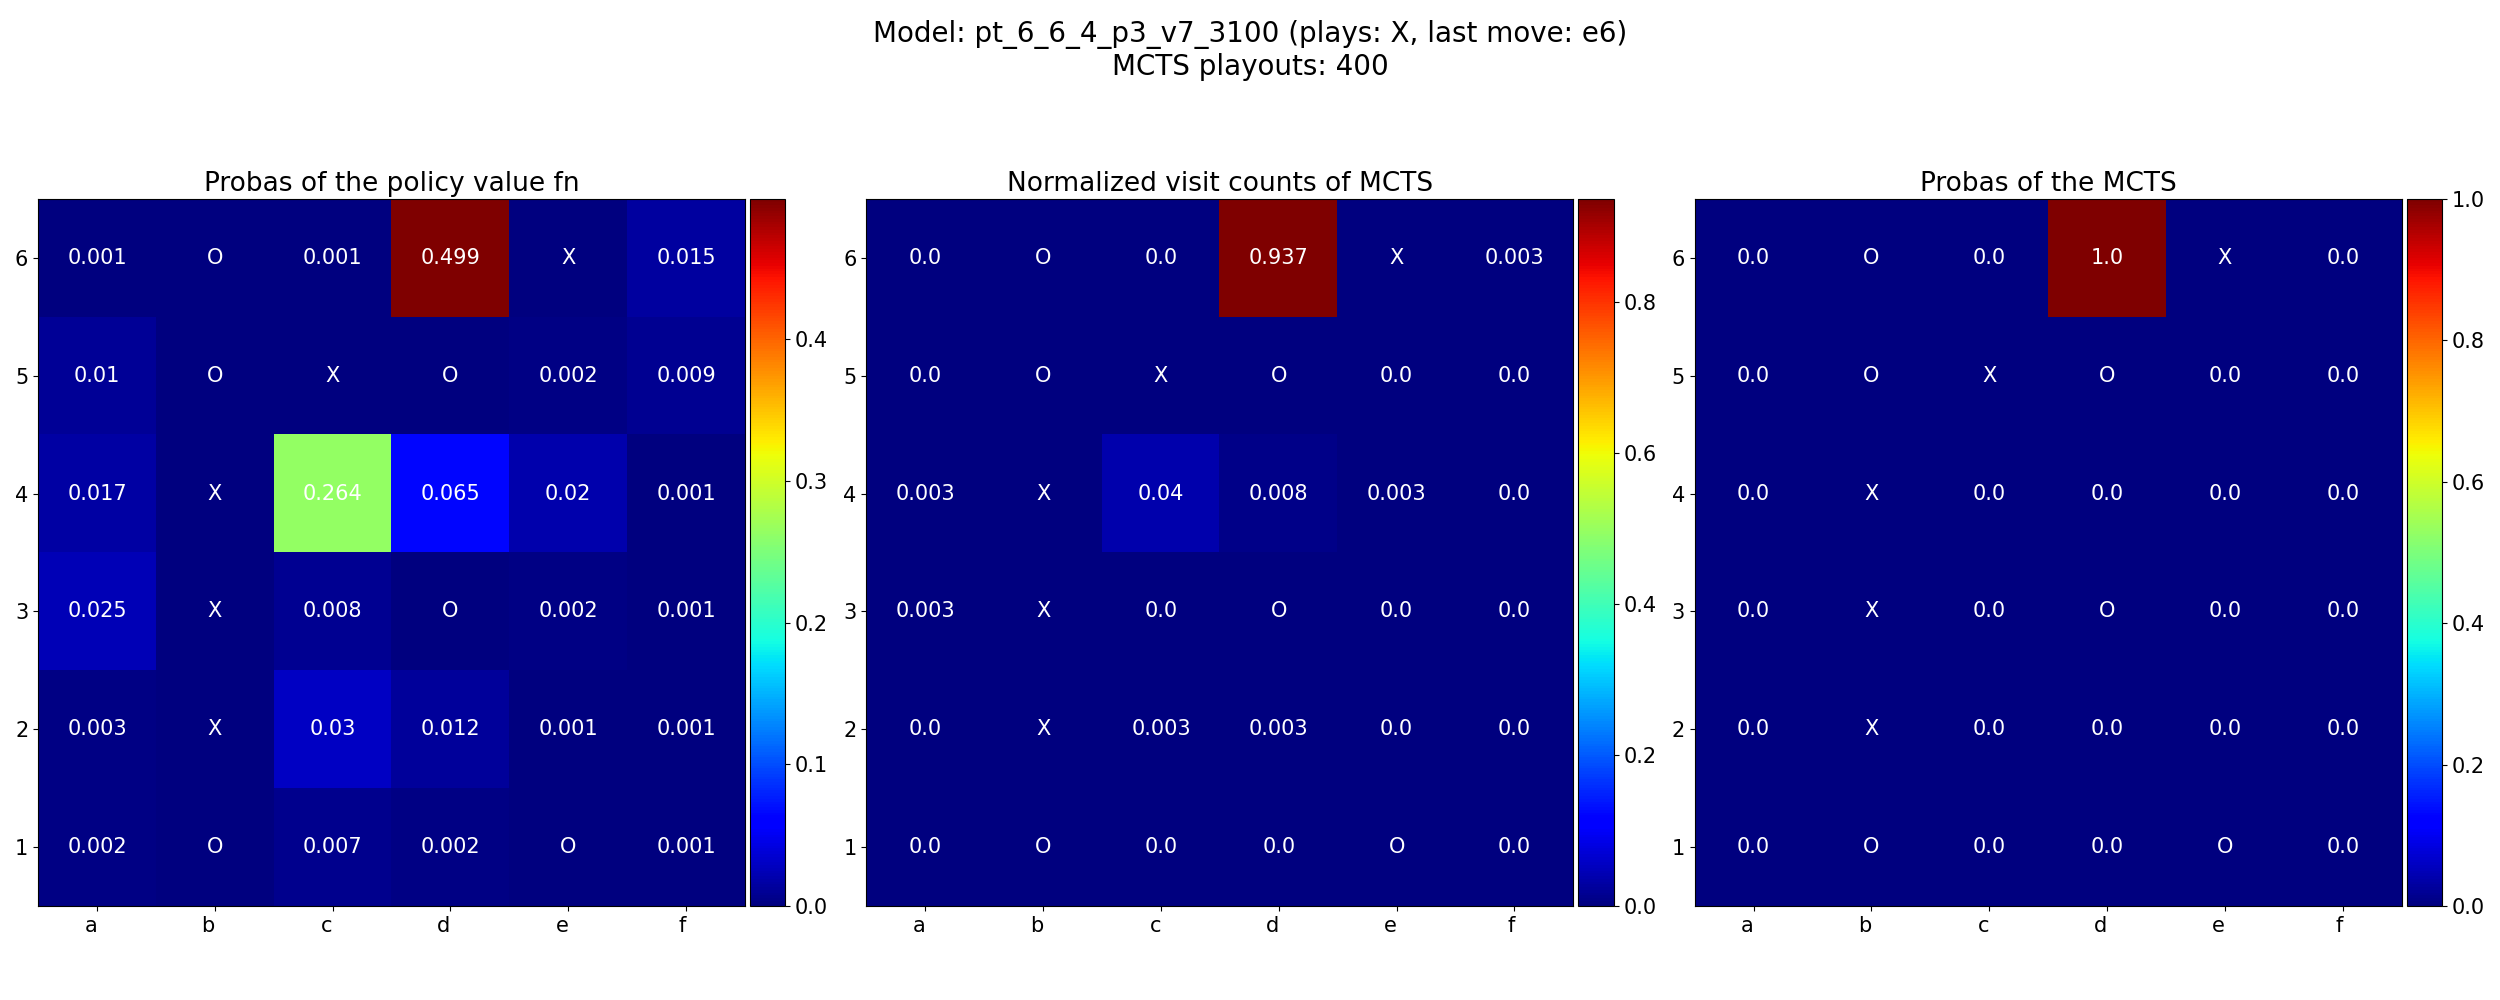 Model: pt_6_6_4_p3_v7_3100 (plays: X, last move: e6)
MCTS playouts: 400
Probas of the policy value fn
6 0.001 O 0.001 0.499 X 0.015
5 0.01 O X O 0.002 0.009
4 0.017 X 0.264 0.065 0.02 0.001
3 0.025 X 0.008 O 0.002 0.001
2 0.003 X 0.03 0.012 0.001 0.001
1 0.002 O 0.007 0.002 O 0.001
a b c d e f
0.4
0.3
0.2
0.1
0.0
Normalized visit counts of MCTS
6 0.0 O 0.0 0.937 X 0.003
5 0.0 O X O 0.0 0.0
4 0.003 X 0.04 0.008 0.003 0.0
3 0.003 X 0.0 O 0.0 0.0
2 0.0 X 0.003 0.003 0.0 0.0
1 0.0 O 0.0 0.0 O 0.0
a b c d e f
0.8
0.6
0.4
0.2
0.0
Probas of the MCTS
6 0.0 O 0.0 1.0 X 0.0
5 0.0 O X O 0.0 0.0
4 0.0 X 0.0 0.0 0.0 0.0
3 0.0 X 0.0 O 0.0 0.0
2 0.0 X 0.0 0.0 0.0 0.0
1 0.0 O 0.0 0.0 O 0.0
a b c d e f
1.0
0.8
0.6
0.4
0.2
0.0